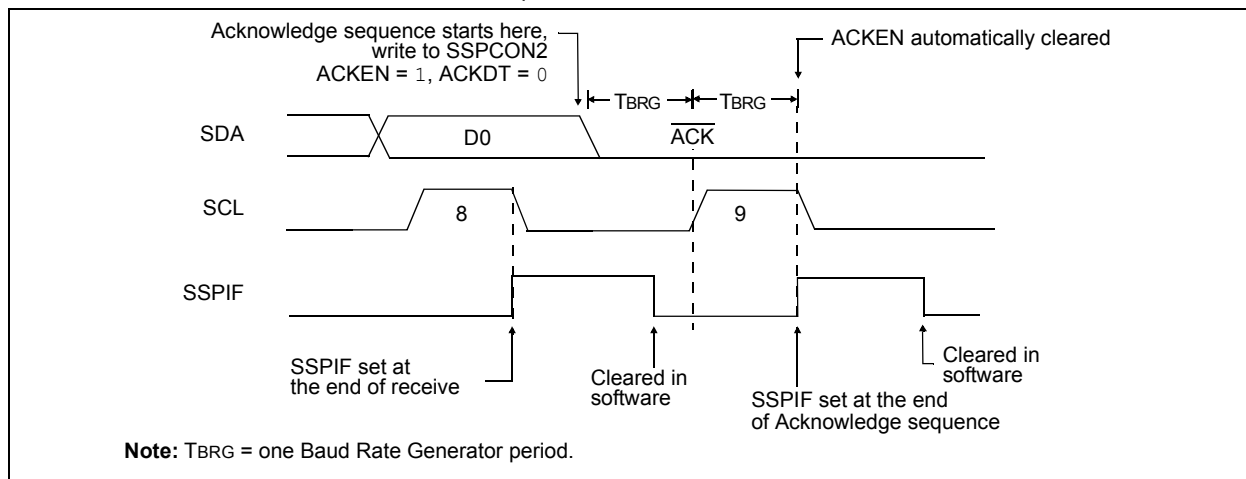 Acknowledge sequence starts here,
write to SSPCON2
ACKEN = 1, ACKDT = 0
ACKEN automatically cleared
TBRG
TBRG
SDA
D0
ACK
SCL
8
9
SSPIF
SSPIF set at
the end of receive
Cleared in
software
SSPIF set at the end
of Acknowledge sequence
Cleared in
software
Note: TBRG = one Baud Rate Generator period.